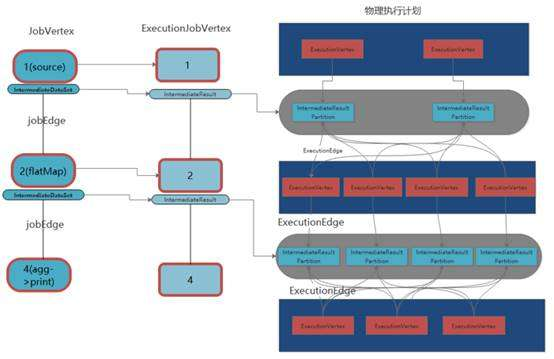 物理执行计划
JobVertex
ExecutionJobVertex
1(source)
1
IntermediateDataSet
IntermediateResult
jobEdge
2(flatMap)
2
IntermediateDataSet
IntermediateResult
jobEdge
4(agg-
>print)
4
ExecutionVertex
ExecutionVertex
IntermediateResult
Partition
IntermediateResult
Partition
ExecutionEdge
ExecutionVertex
ExecutionVertex
ExecutionVertex
ExecutionVertex
ExecutionEdge
IntermediateResult
Partition
IntermediateResult
Partition
IntermediateResult
Partition
IntermediateResult
Partition
ExecutionEdge
ExecutionVertex
ExecutionVertex
ExecutionVertex